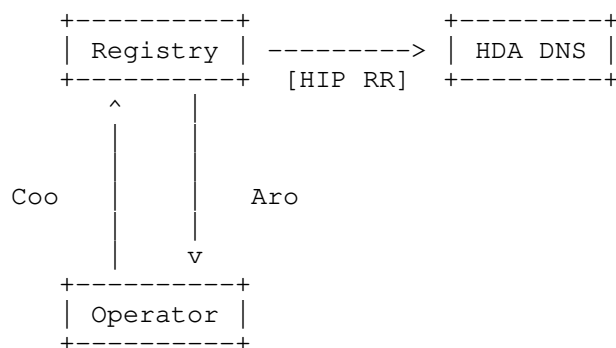 Registry ---------> HDA DNS
[HIP RR]
Coo Aro
Operator